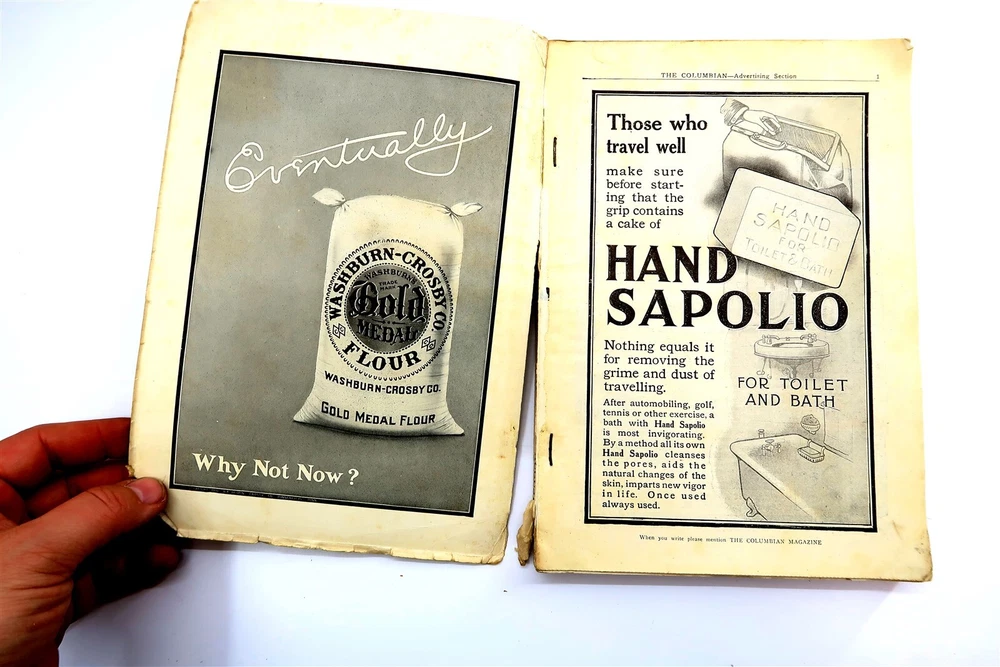 Eventually
WASHBURN-CROSBY CO
WASHBURN'S
TRADE
MARK
Gold
MEDAL
FLOUR
WASHBURN-CROSBY CO.
GOLD MEDAL FLOUR
Why Not Now?
THE COLUMBIAN—Advertising Section 1
Those who
travel well
make sure
before start-
ing that the
grip contains
a cake of
HAND
SAPOLIO
FOR
TOILET & BATH
HAND
SAPOLIO
Nothing equals it
for removing the
grime and dust of
travelling.
FOR TOILET
AND BATH
After automobiling, golf,
tennis or other exercise, a
bath with Hand Sapolio
is most invigorating.
By a method all its own
Hand Sapolio cleanses
the pores, aids the
natural changes of the
skin, imparts new vigor
in life. Once used
always used.
When you write please mention THE COLUMBIAN MAGAZINE